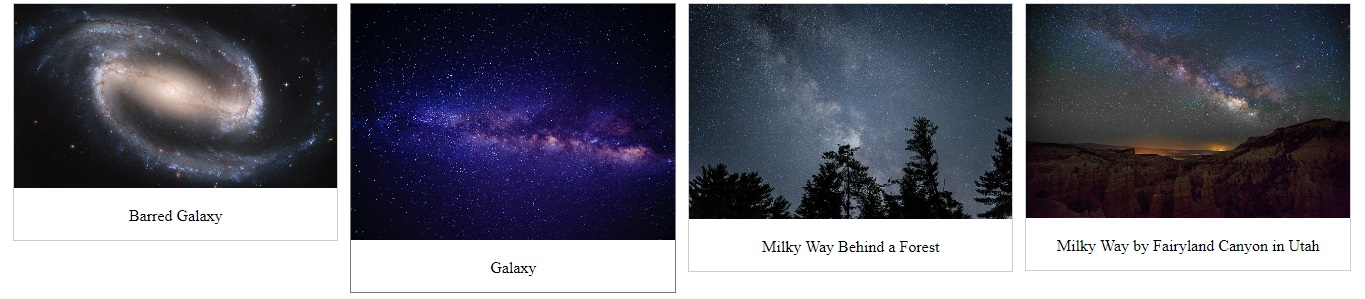 Barred Galaxy
Galaxy
Milky Way Behind a Forest
Milky Way by Fairyland Canyon in Utah